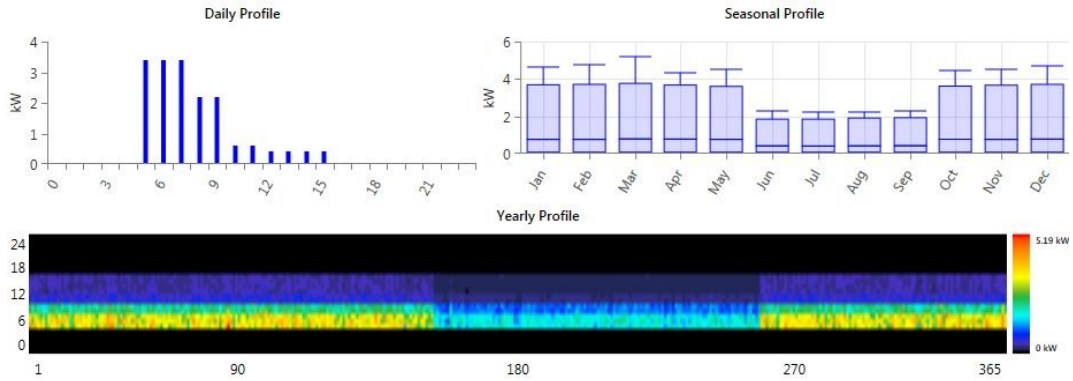 Daily Profile
kW
4
3
2
1
0
0 3 6 9 12 15 18 21
Seasonal Profile
kW
6
4
2
0
Jan Feb Mar Apr May Jun Jul Aug Sep Oct Nov Dec
Yearly Profile
24
18
12
6
0
1 90 180 270 365
5.19 kW
0 kW